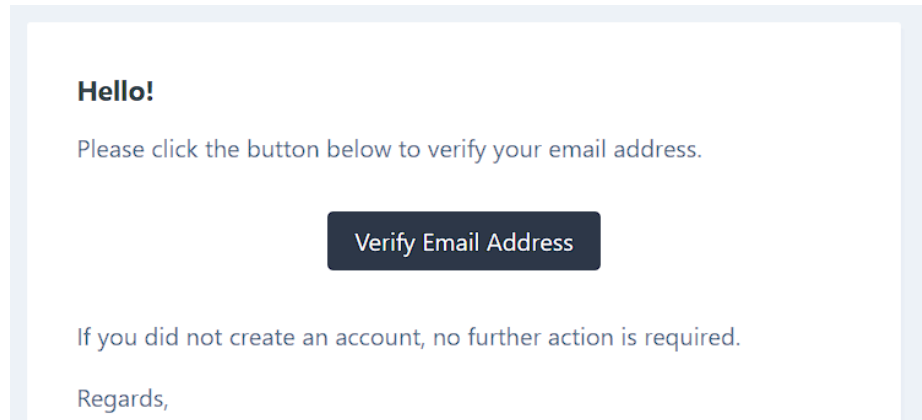 Hello!
Please click the button below to verify your email address.
Verify Email Address
If you did not create an account, no further action is required.
Regards,